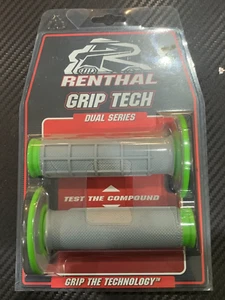 RENTHAL
GRIP TECH
DUAL SERIES
TEST THE COMPOUND
GRIP THE TECHNOLOGY™